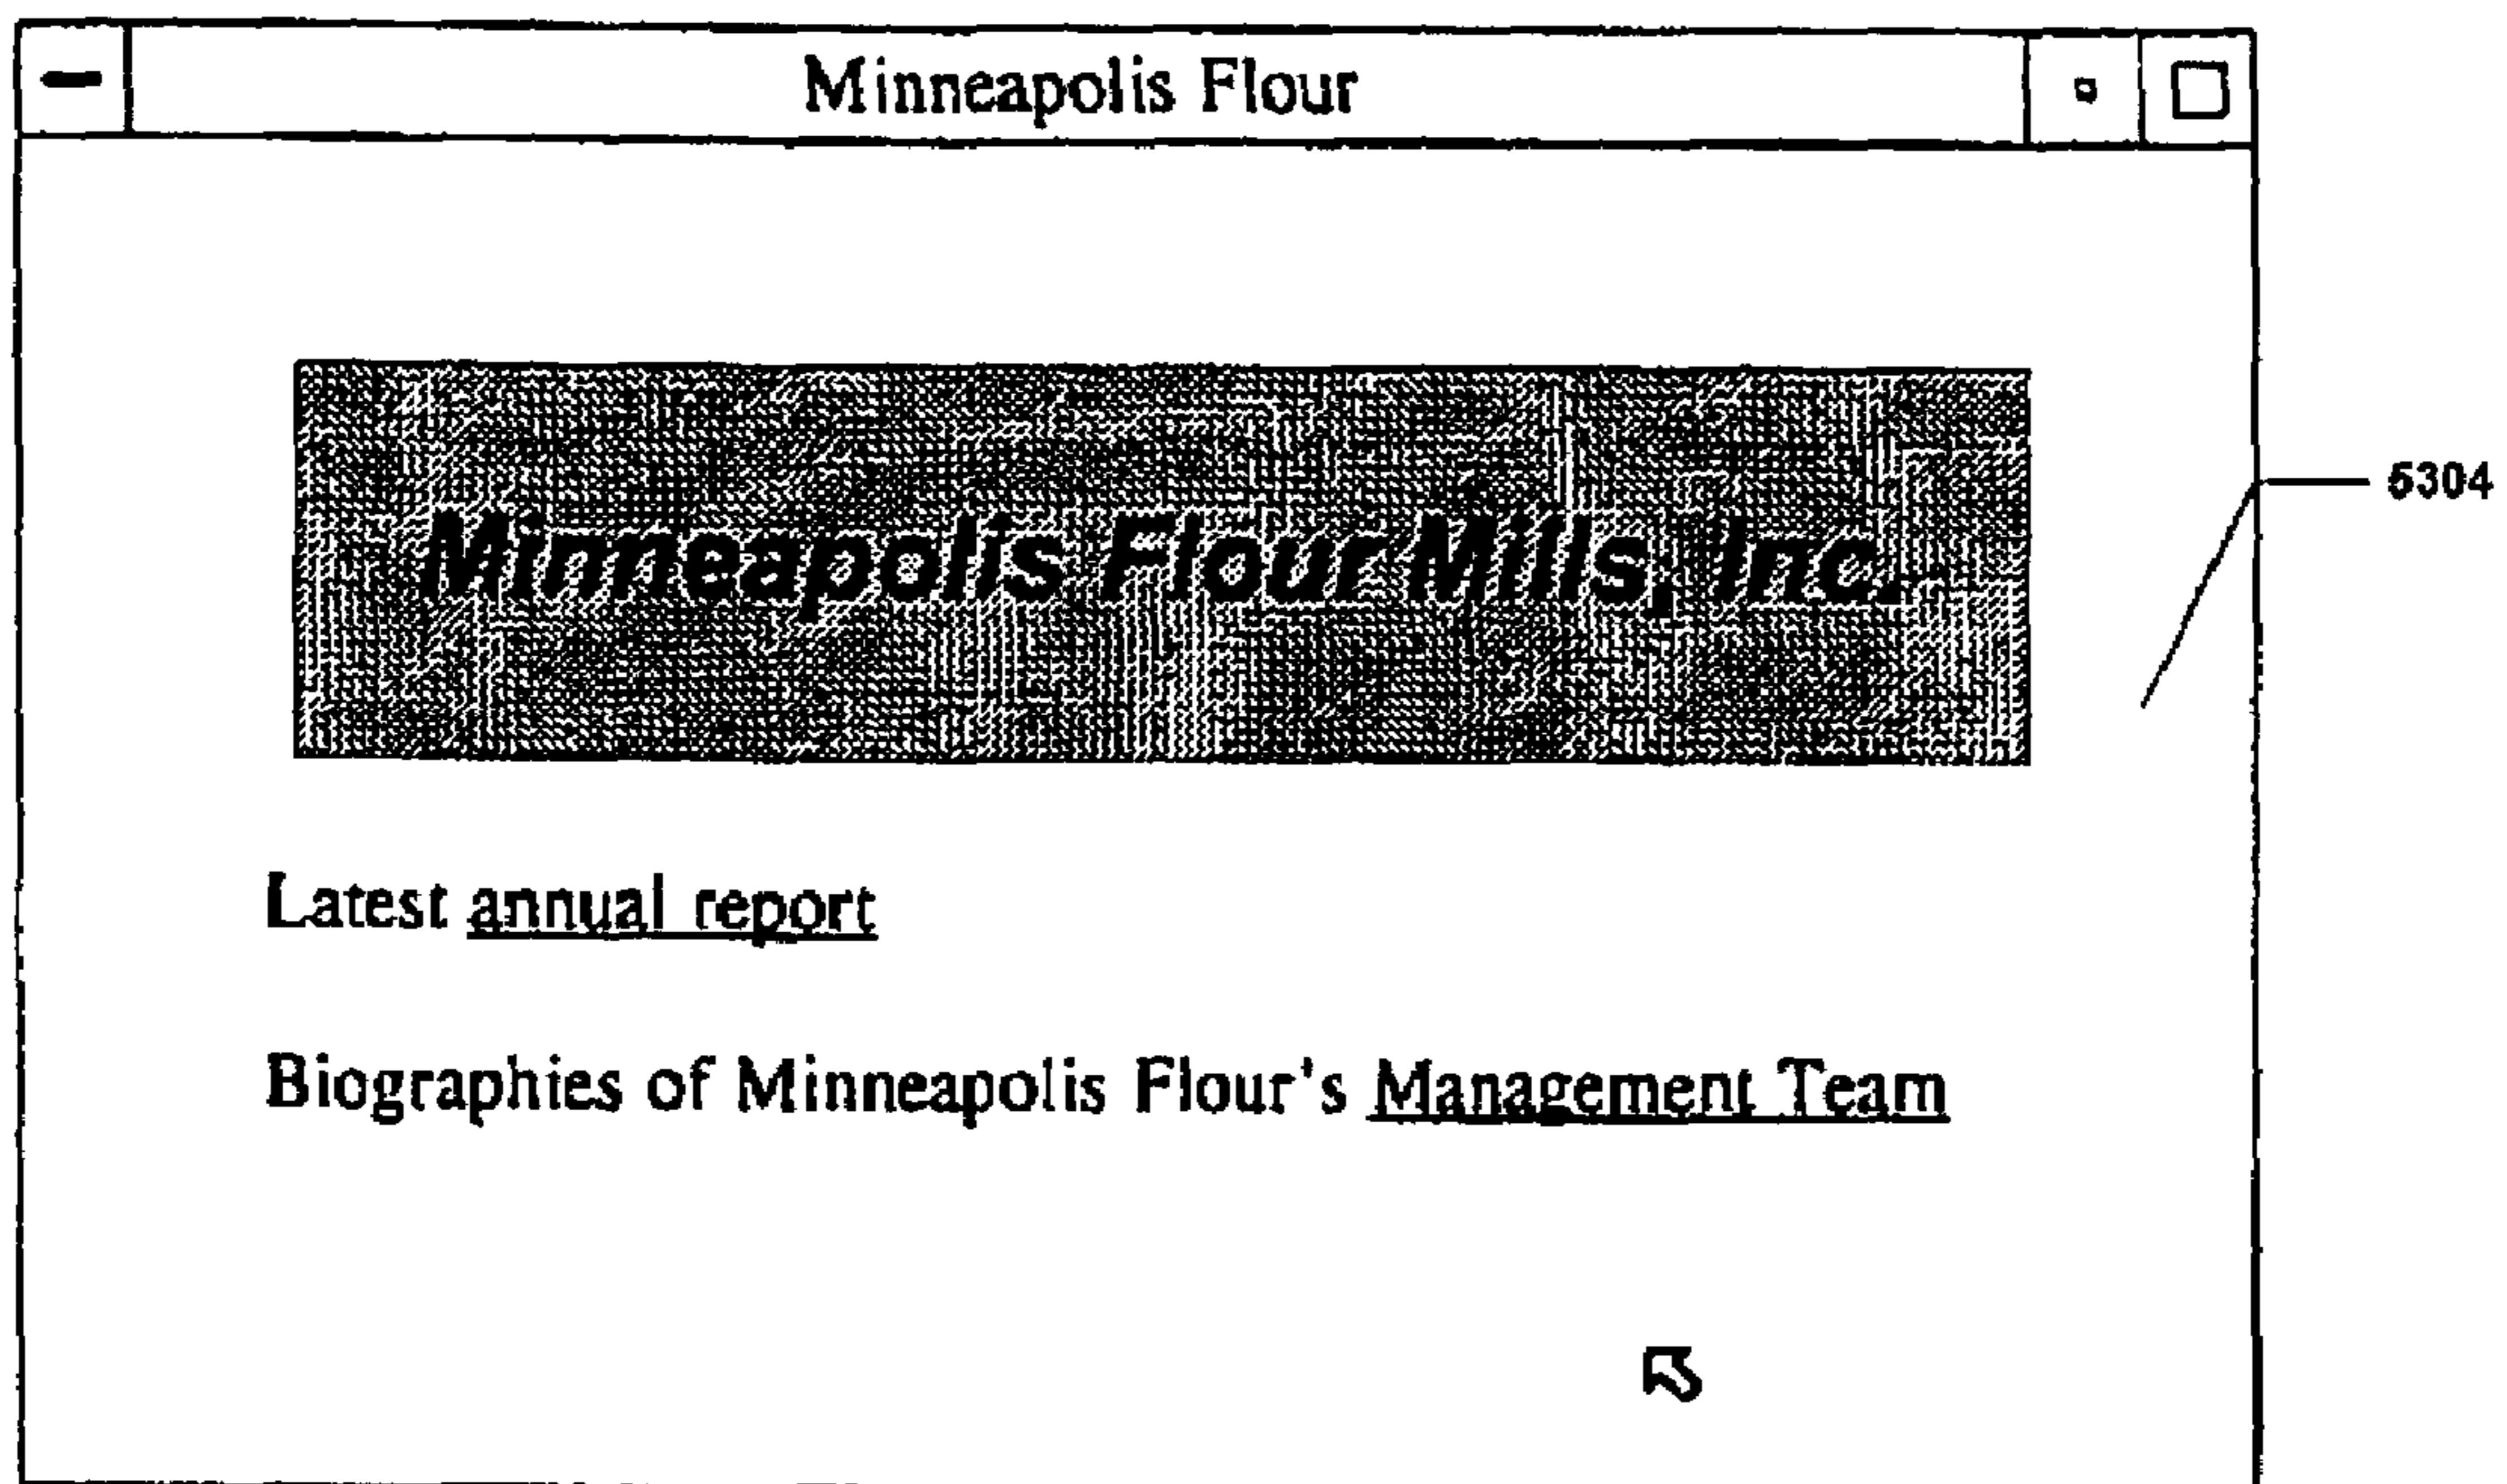 Minneapolis Flour
Minneapolis Flour Mills, Inc.
5304
Latest annual report
Biographies of Minneapolis Flour's Management Team